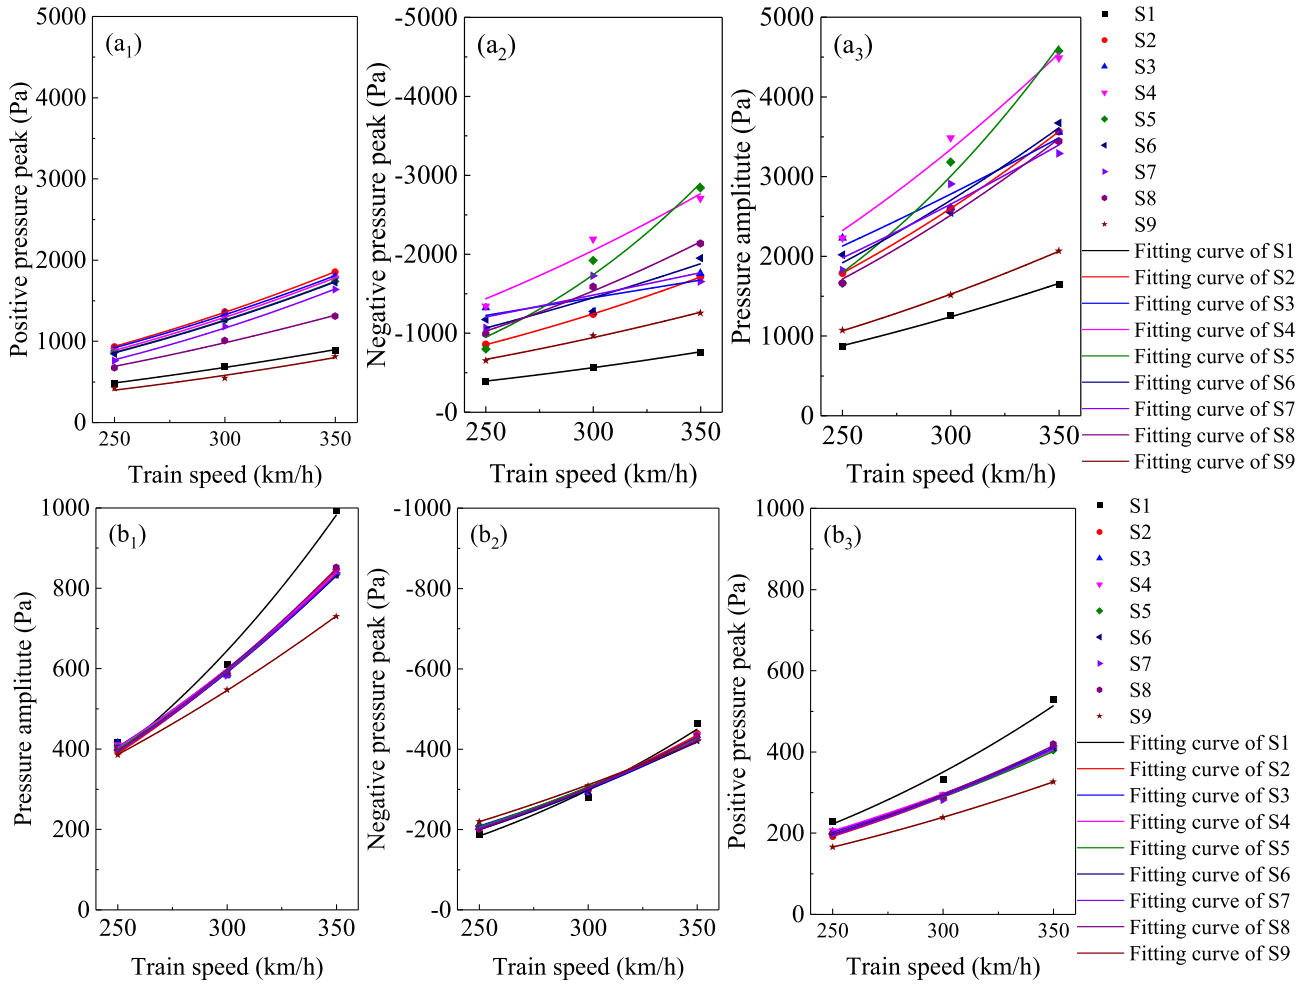 (a1)
Positive pressure peak (Pa)
5000
4000
3000
2000
1000
0
250 300 350
Train speed (km/h)
(a2)
Negative pressure peak (Pa)
-5000
-4000
-3000
-2000
-1000
-0
250 300 350
Train speed (km/h)
(a3)
Pressure amplitute (Pa)
5000
4000
3000
2000
1000
0
250 300 350
Train speed (km/h)
S1
S2
S3
S4
S5
S6
S7
S8
S9
Fitting curve of S1
Fitting curve of S2
Fitting curve of S3
Fitting curve of S4
Fitting curve of S5
Fitting curve of S6
Fitting curve of S7
Fitting curve of S8
Fitting curve of S9
(b1)
Pressure amplitute (Pa)
1000
800
600
400
200
0
250 300 350
Train speed (km/h)
(b2)
Negative pressure peak (Pa)
-1000
-800
-600
-400
-200
-0
250 300 350
Train speed (km/h)
(b3)
Positive pressure peak (Pa)
1000
800
600
400
200
0
250 300 350
Train speed (km/h)
S1
S2
S3
S4
S5
S6
S7
S8
S9
Fitting curve of S1
Fitting curve of S2
Fitting curve of S3
Fitting curve of S4
Fitting curve of S5
Fitting curve of S6
Fitting curve of S7
Fitting curve of S8
Fitting curve of S9